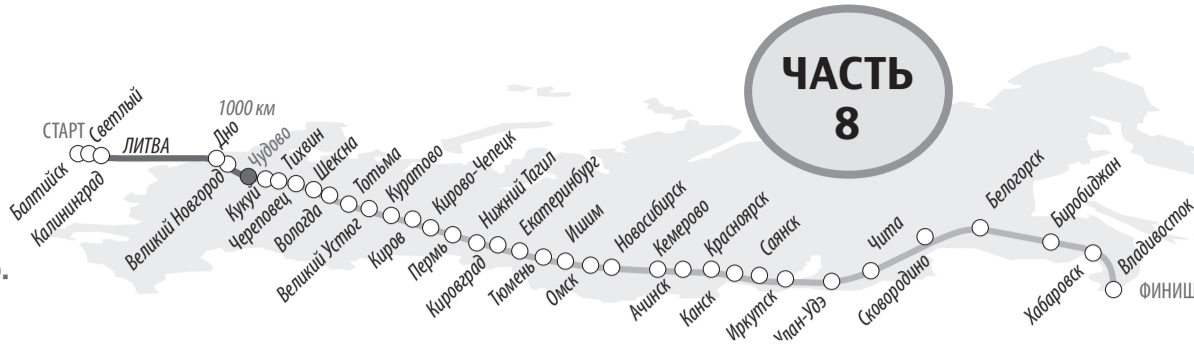 ЧАСТЬ
8
1000 км
СТАРТ
Балтийск
Светлый
Калининград
ЛИТВА
Дно
Великий Новгород
Чудово
Кукуй
Тихвин
Череповец
Шексна
Вологда
Тотьма
Великий Устюг
Куратово
Киров
Кирово-Чепецк
Пермь
Нижний Тагил
Кировград
Екатеринбург
Тюмень
Ишим
Омск
Новосибирск
Кемерово
Ачинск
Красноярск
Канск
Саянск
Иркутск
Улан-Удэ
Чита
Сковородино
Белогорск
Биробиджан
Хабаровск
Владивосток
ФИНИШ